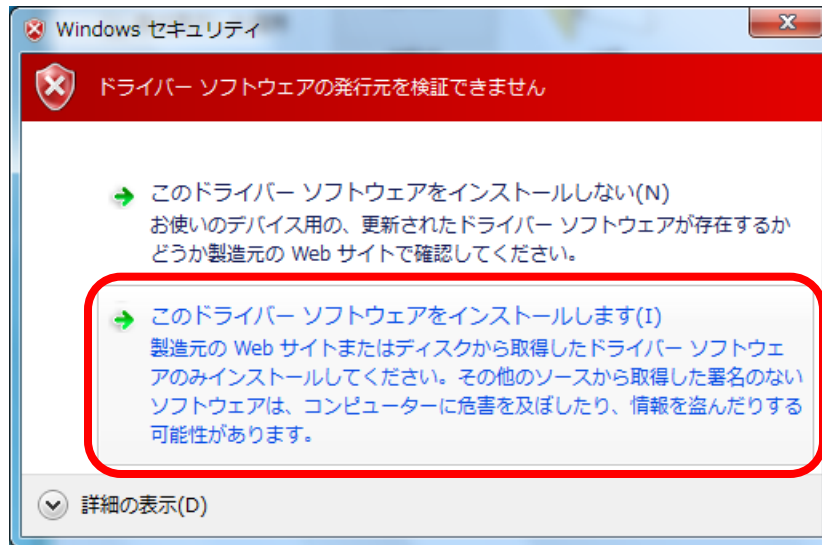 Windows セキュリティ
ドライバー ソフトウェアの発行元を検証できません
このドライバー ソフトウェアをインストールしない(N)
お使いのデバイス用の、更新されたドライバー ソフトウェアが存在するか
どうか製造元の Web サイトで確認してください。
このドライバー ソフトウェアをインストールします(I)
製造元の Web サイトまたはディスクから取得したドライバー ソフトウェ
アのみインストールしてください。その他のソースから取得した署名のない
ソフトウェアは、コンピューターに危害を及ぼしたり、情報を盗んだりする
可能性があります。
詳細の表示(D)